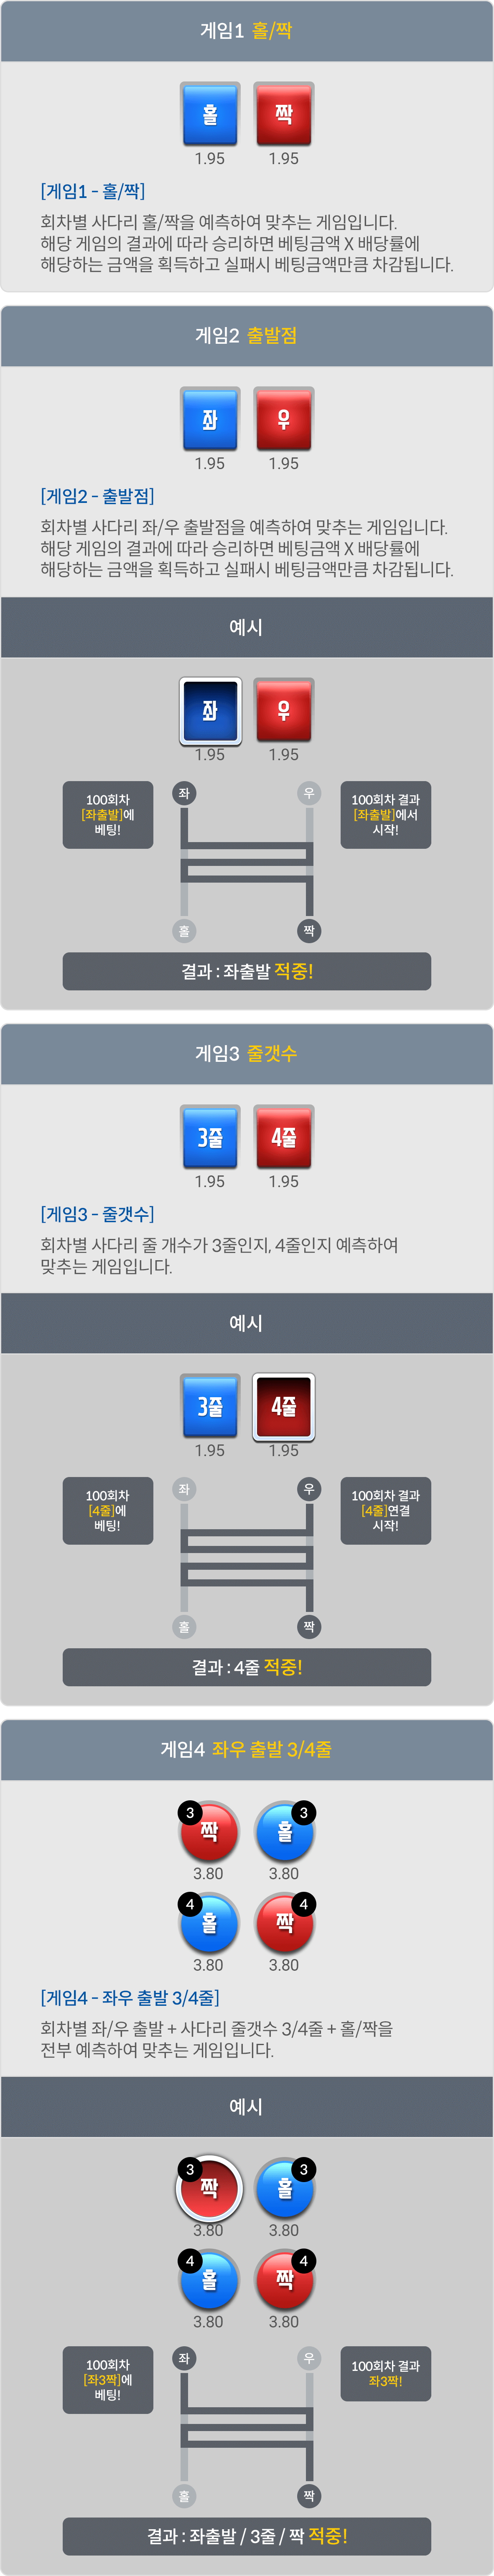 게임1 홀/짝
홀 짝
1.95 1.95
[게임1 - 홀/짝]
회차별 사다리 홀/짝을 예측하여 맞추는 게임입니다.
해당 게임의 결과에 따라 승리하면 베팅금액 X 배당률에
해당하는 금액을 획득하고 실패시 베팅금액만큼 차감됩니다.
게임2 출발점
좌 우
1.95 1.95
[게임2 - 출발점]
회차별 사다리 좌/우 출발점을 예측하여 맞추는 게임입니다.
해당 게임의 결과에 따라 승리하면 베팅금액 X 배당률에
해당하는 금액을 획득하고 실패시 베팅금액만큼 차감됩니다.
예시
좌 우
1.95 1.95
100회차
[좌출발]에
베팅!
좌 우
100회차 결과
[좌출발]에서
시작!
홀 짝
결과 : 좌출발 적중!
게임3 줄갯수
3줄 4줄
1.95 1.95
[게임3 - 줄갯수]
회차별 사다리 줄 개수가 3줄인지, 4줄인지 예측하여
맞추는 게임입니다.
예시
3줄 4줄
1.95 1.95
100회차
[4줄]에
베팅!
좌 우
100회차 결과
[4줄]연결
시작!
홀 짝
결과 : 4줄 적중!
게임4 좌우 출발 3/4줄
3 짝 홀 3
3.80 3.80
4 홀 짝 4
3.80 3.80
[게임4 - 좌우 출발 3/4줄]
회차별 좌/우 출발 + 사다리 줄갯수 3/4줄 + 홀/짝을
전부 예측하여 맞추는 게임입니다.
예시
3 짝 홀 3
3.80 3.80
4 홀 짝 4
3.80 3.80
100회차
[좌3짝]에
베팅!
좌 우
100회차 결과
좌3짝!
홀 짝
결과 : 좌출발 / 3줄 / 짝 적중!